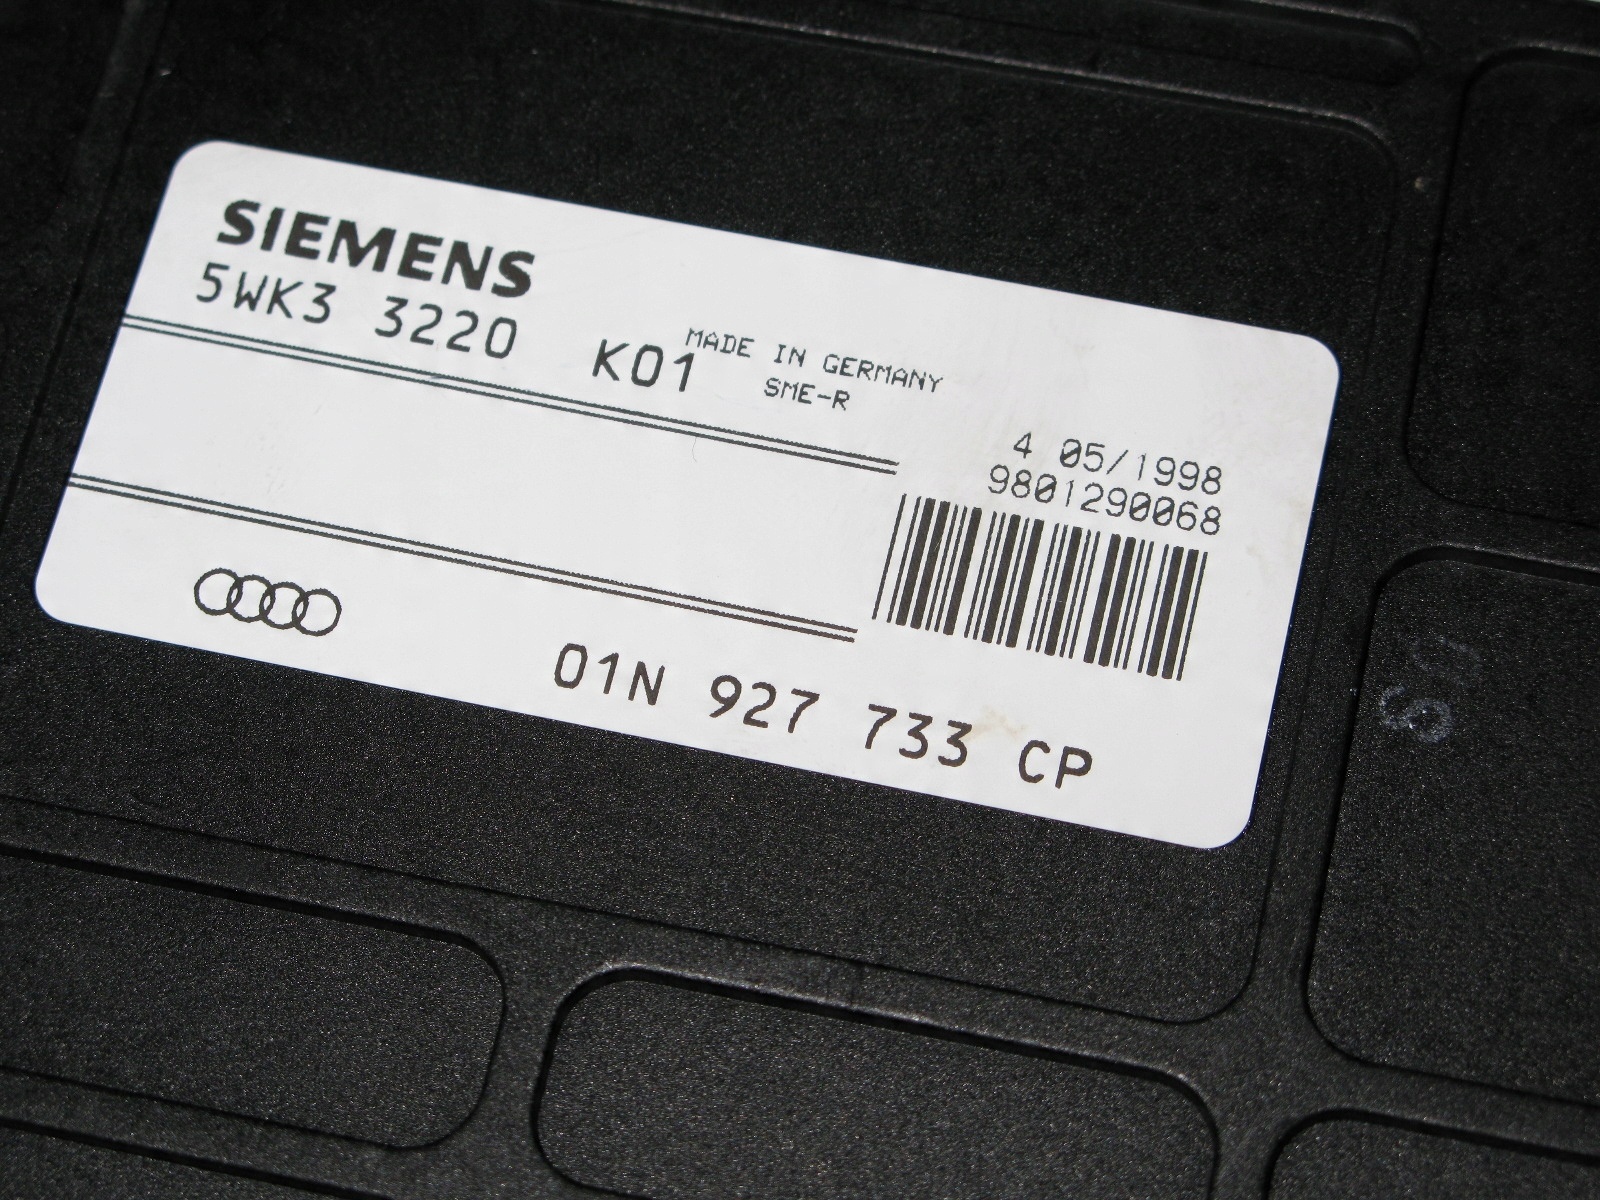 SIEMENS
5WK3 3220 K01
MADE IN GERMANY
SME-R
4 05/1998
9801290068
01N 927 733 CP